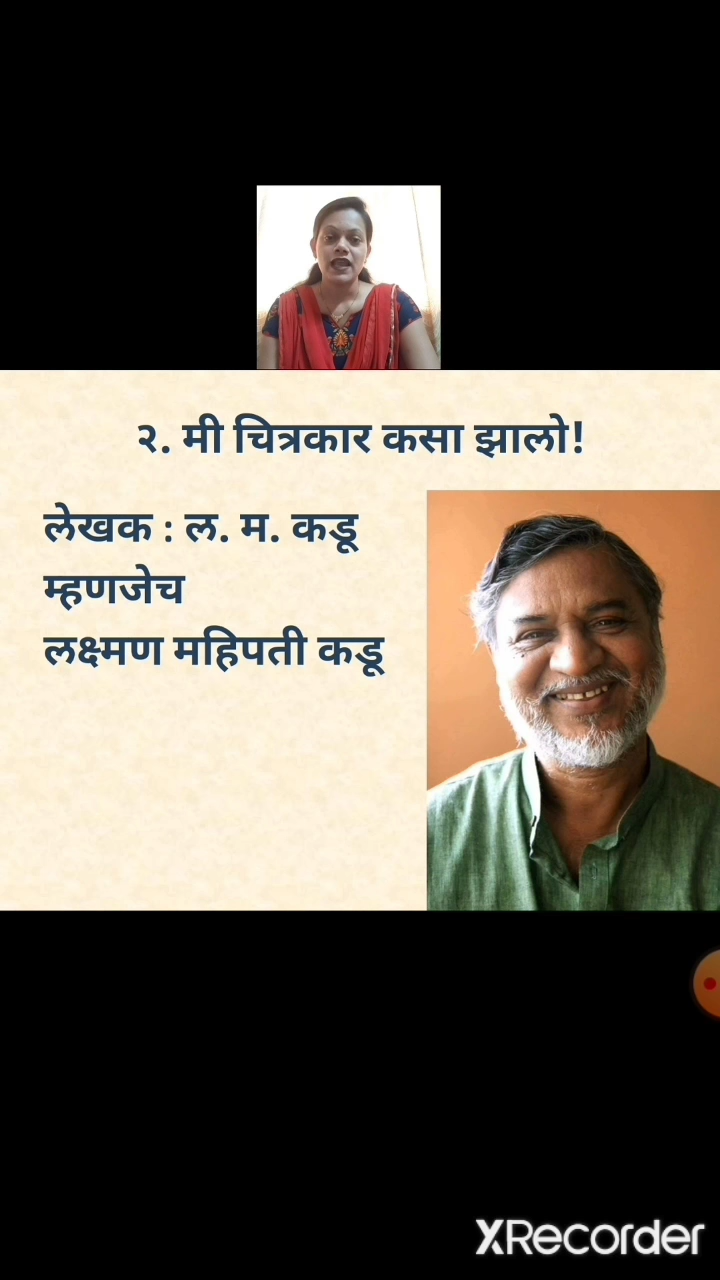 २. मी चित्रकार कसा झालो!
लेखक : ल. म. कडू
म्हणजेच
लक्ष्मण महिपती कडू
XRecorder